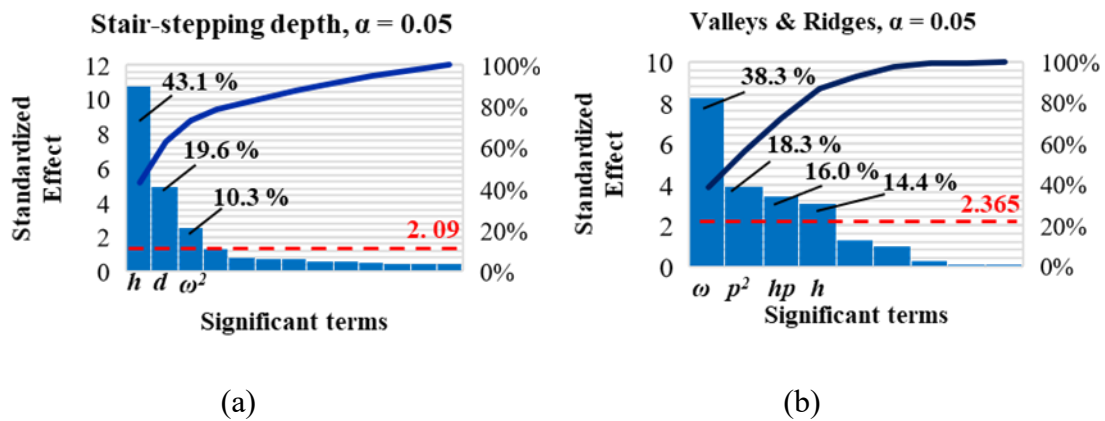 Stair-stepping depth, α = 0.05
Standardized
Effect
12
10
8
6
4
2
0
100%
80%
60%
40%
20%
0%
43.1 %
19.6 %
10.3 %
2. 09
h d ω²
Significant terms
(a)
Valleys & Ridges, α = 0.05
Standardized
Effect
10
8
6
4
2
0
100%
80%
60%
40%
20%
0%
38.3 %
18.3 %
16.0 %
14.4 %
2.365
ω p² hp h
Significant terms
(b)